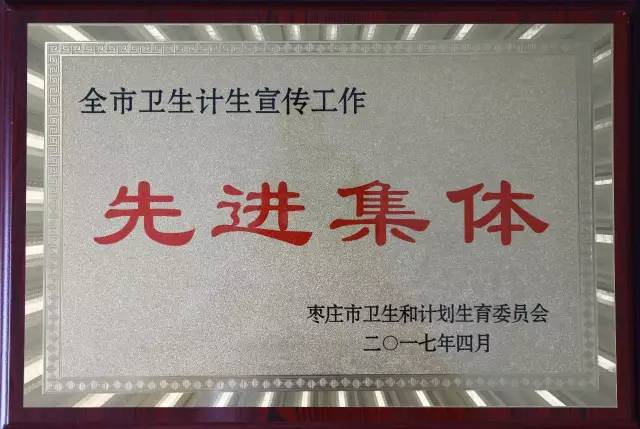 全市卫生计生宣传工作
先进集体
枣庄市卫生和计划生育委员会
二〇一七年四月